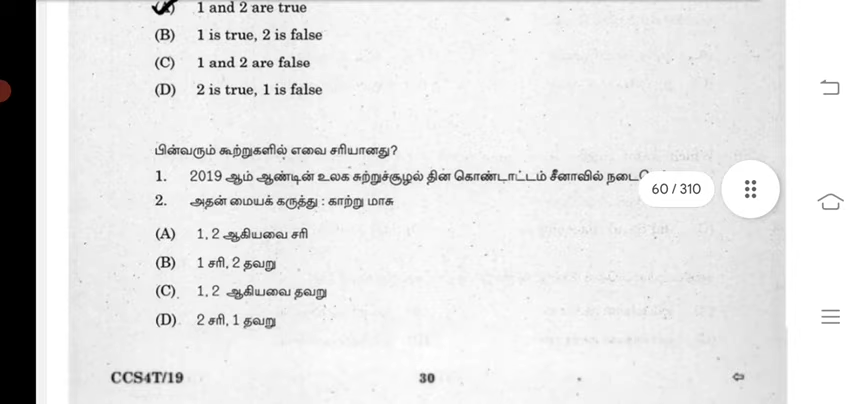 (A) 1 and 2 are true
(B) 1 is true, 2 is false
(C) 1 and 2 are false
(D) 2 is true, 1 is false
பின்வரும் கூற்றுகளில் எவை சரியானது?
1. 2019 ஆம் ஆண்டின் உலக சுற்றுச்சூழல் தின கொண்டாட்டம் சீனாவில்
60 / 310
2. அதன் மையக் கருத்து : காற்று மாசு
(A) 1, 2 ஆகியவை சரி
(B) 1 சரி, 2 தவறு
(C) 1, 2 ஆகியவை தவறு
(D) 2 சரி, 1 தவறு
CCS4T/19 30